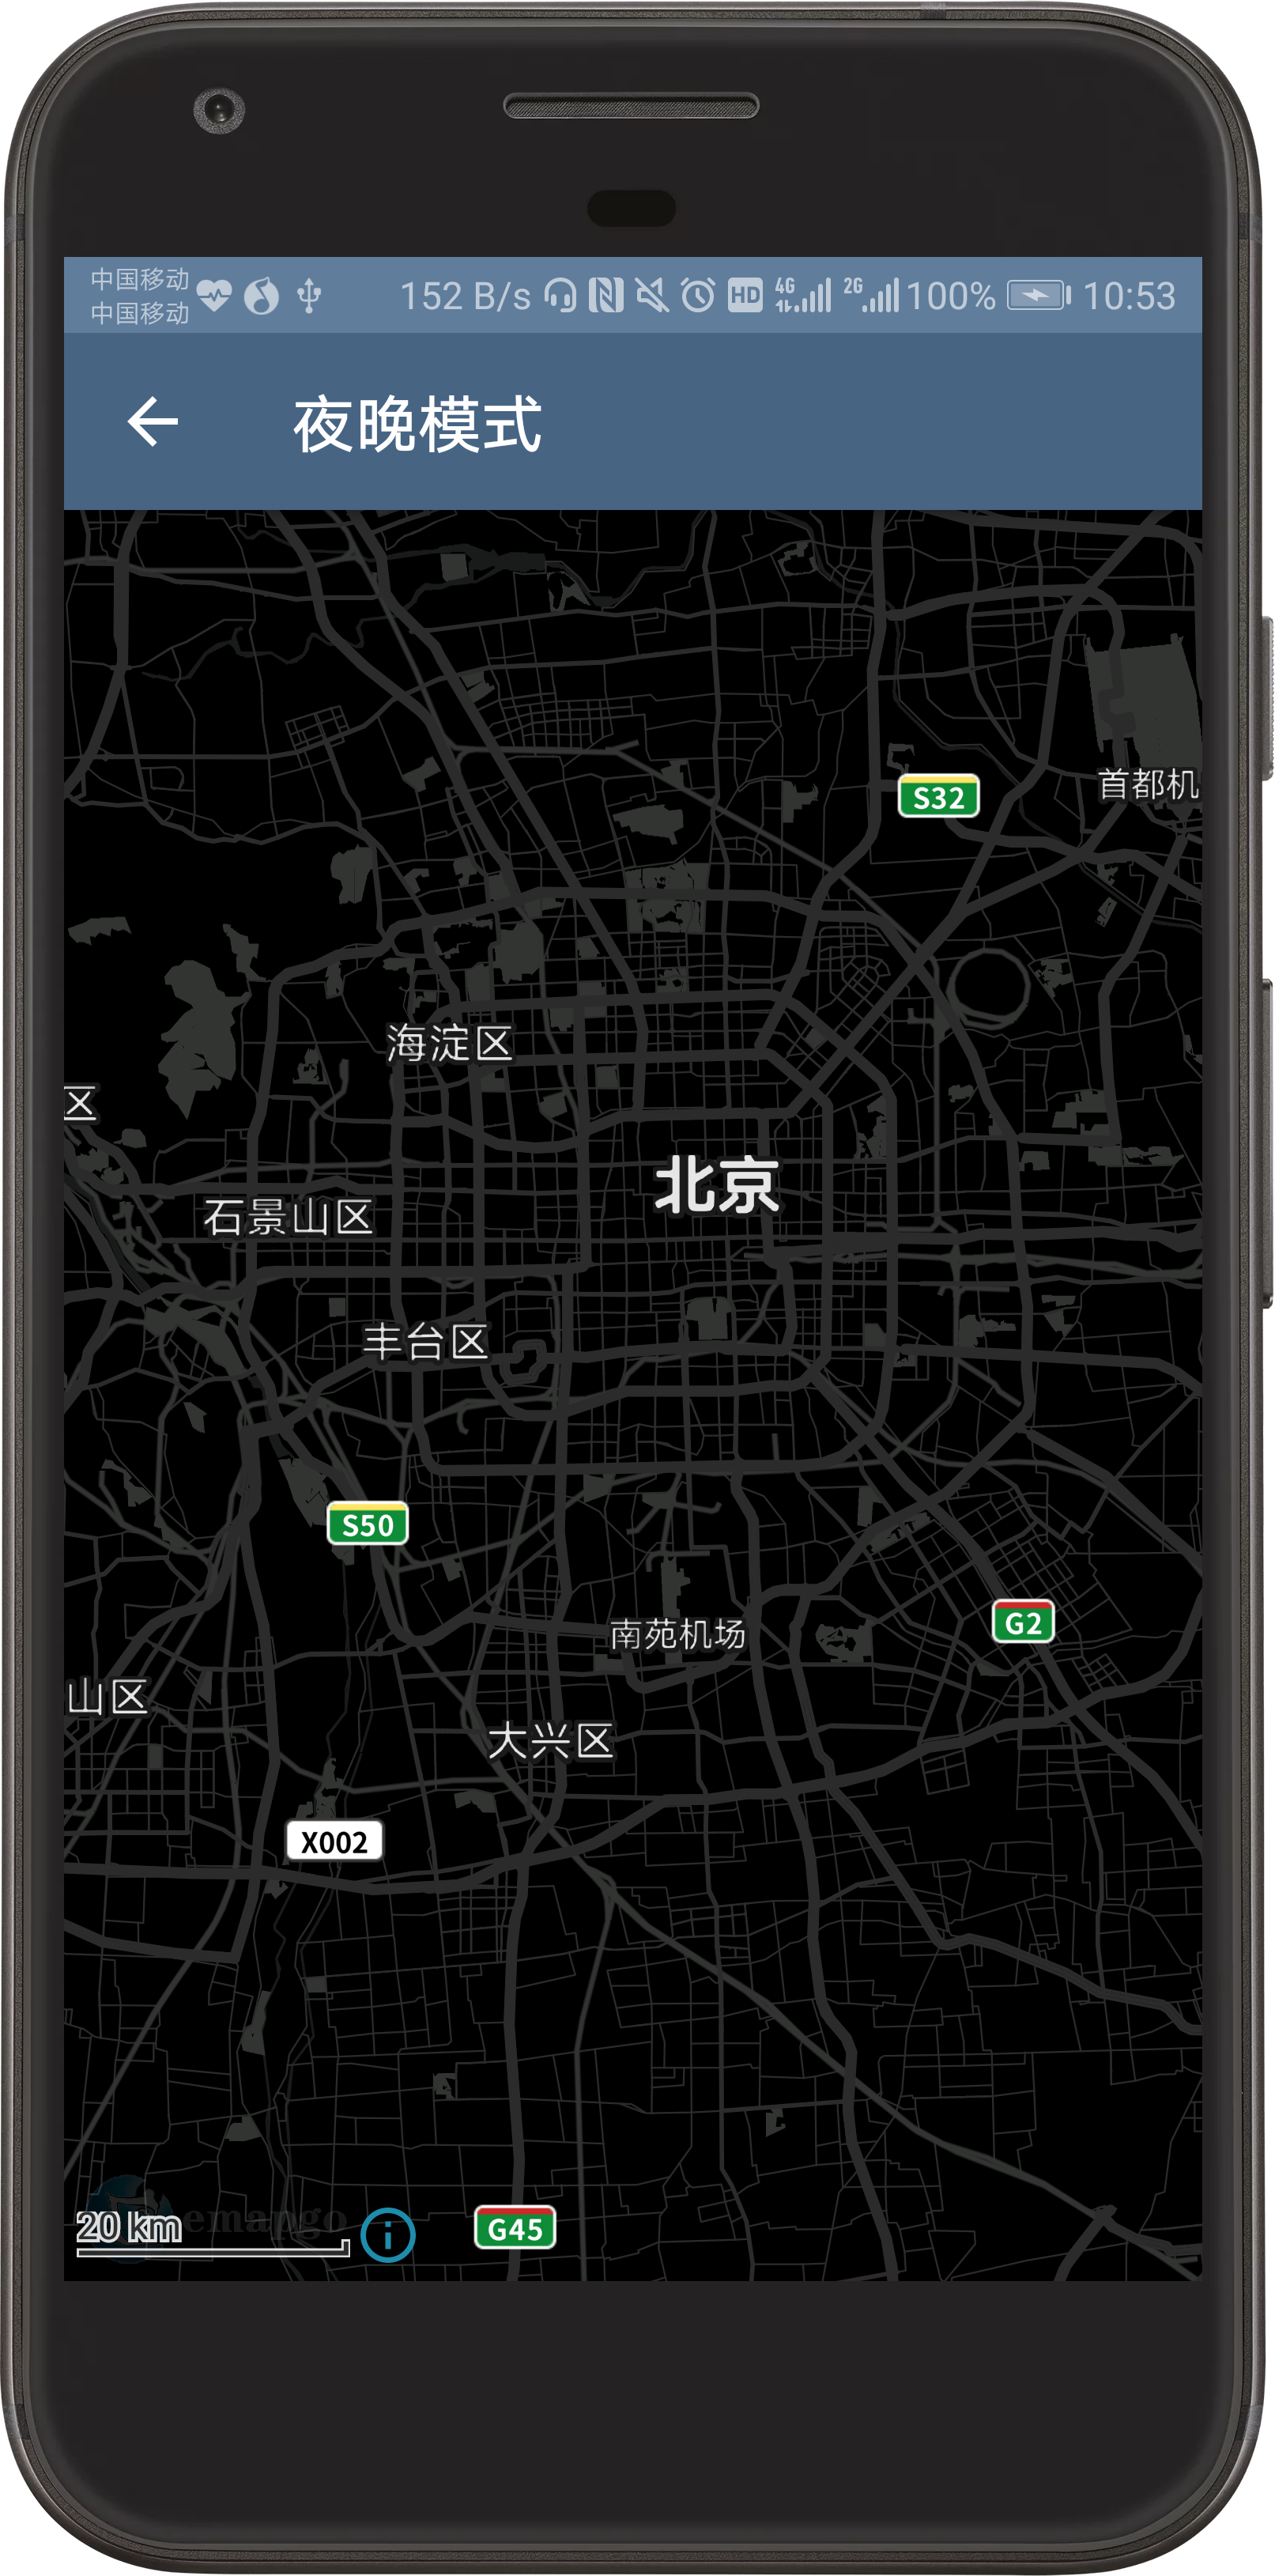 中国移动
中国移动
152 B/s HD 4G 2G 100% 10:53
夜晚模式
首都机
S32
海淀区
区
北京
石景山区
丰台区
S50
G2
南苑机场
山区
大兴区
X002
emapgo
20 km
G45